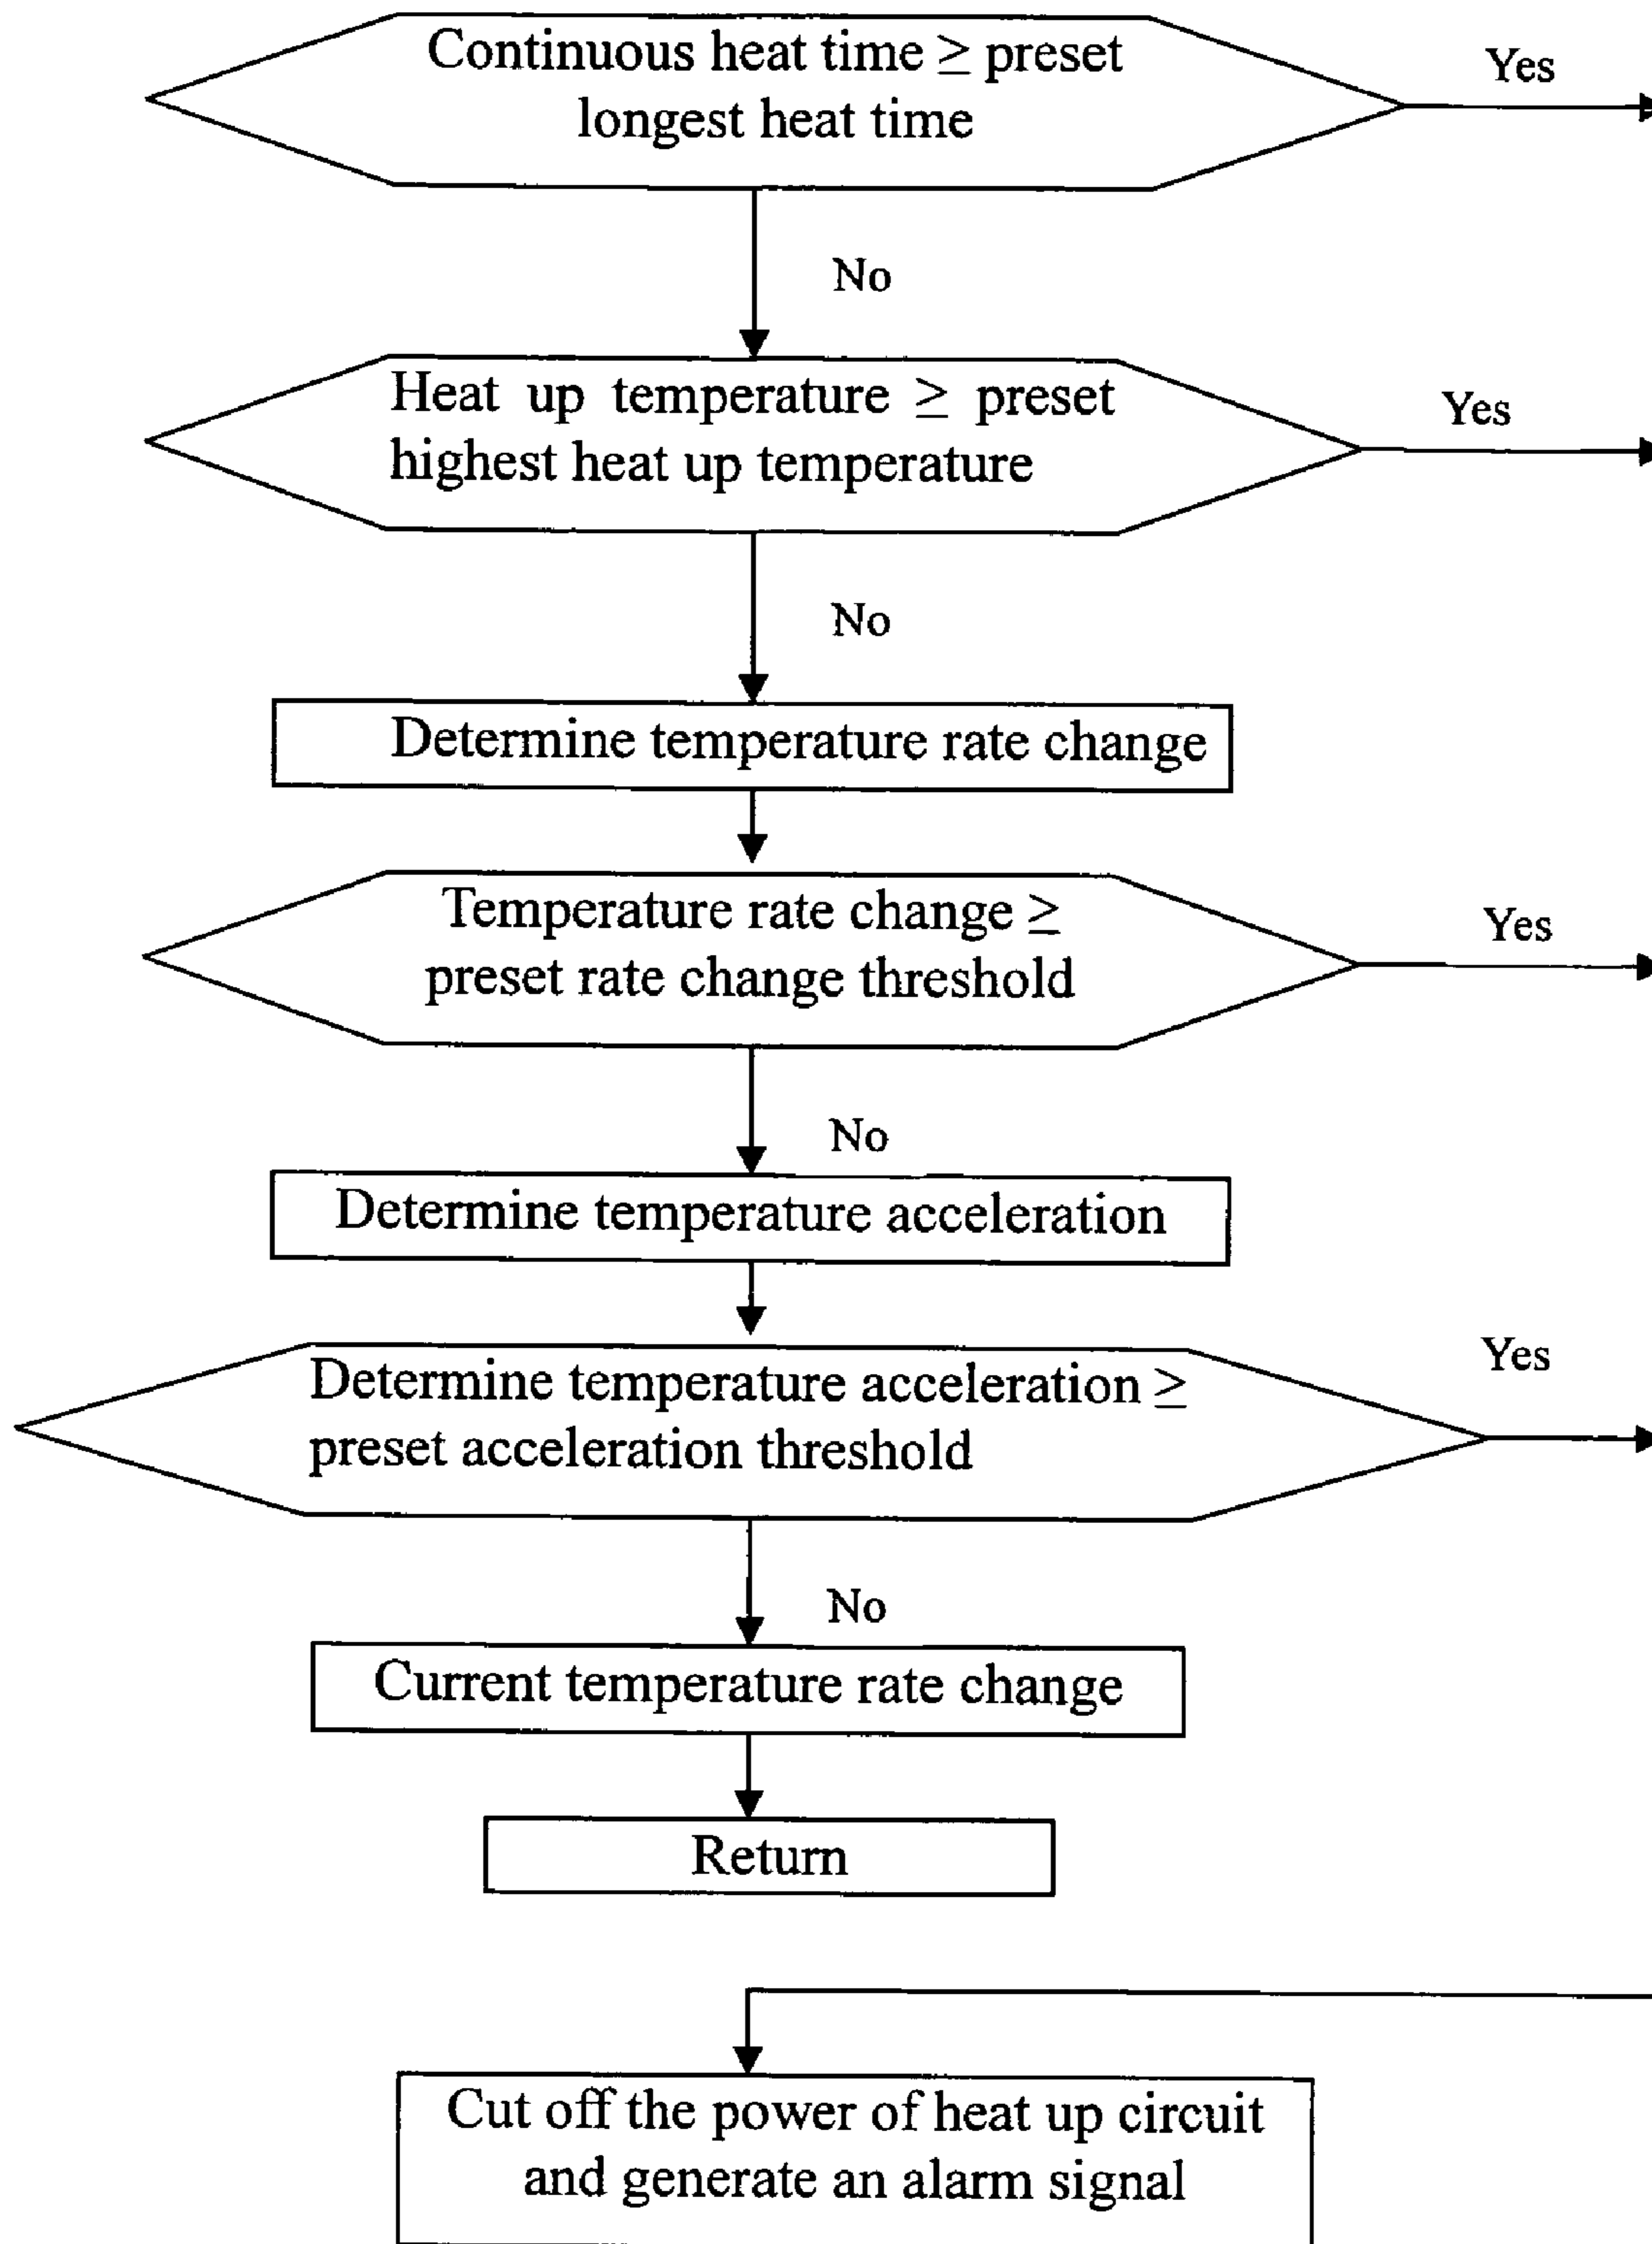 Continuous heat time ≥ preset
longest heat time
Yes
No
Heat up temperature ≥ preset
highest heat up temperature
Yes
No
Determine temperature rate change
Temperature rate change ≥
preset rate change threshold
Yes
No
Determine temperature acceleration
Determine temperature acceleration ≥
preset acceleration threshold
Yes
No
Current temperature rate change
Return
Cut off the power of heat up circuit
and generate an alarm signal